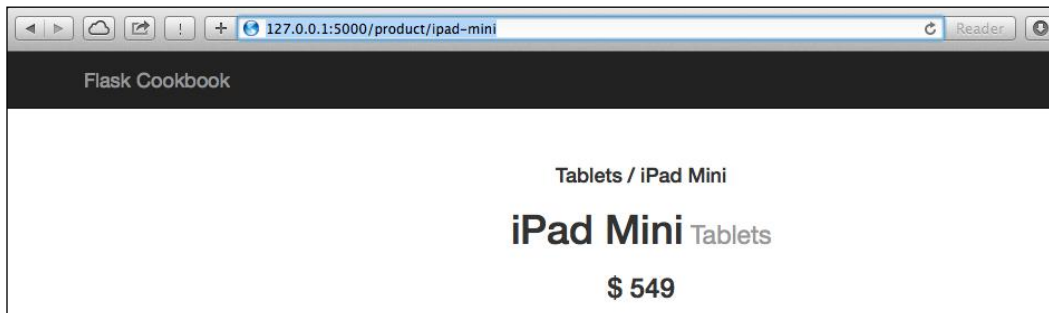 127.0.0.1:5000/product/ipad-mini
Reader
Flask Cookbook
Tablets / iPad Mini
iPad Mini Tablets
$ 549